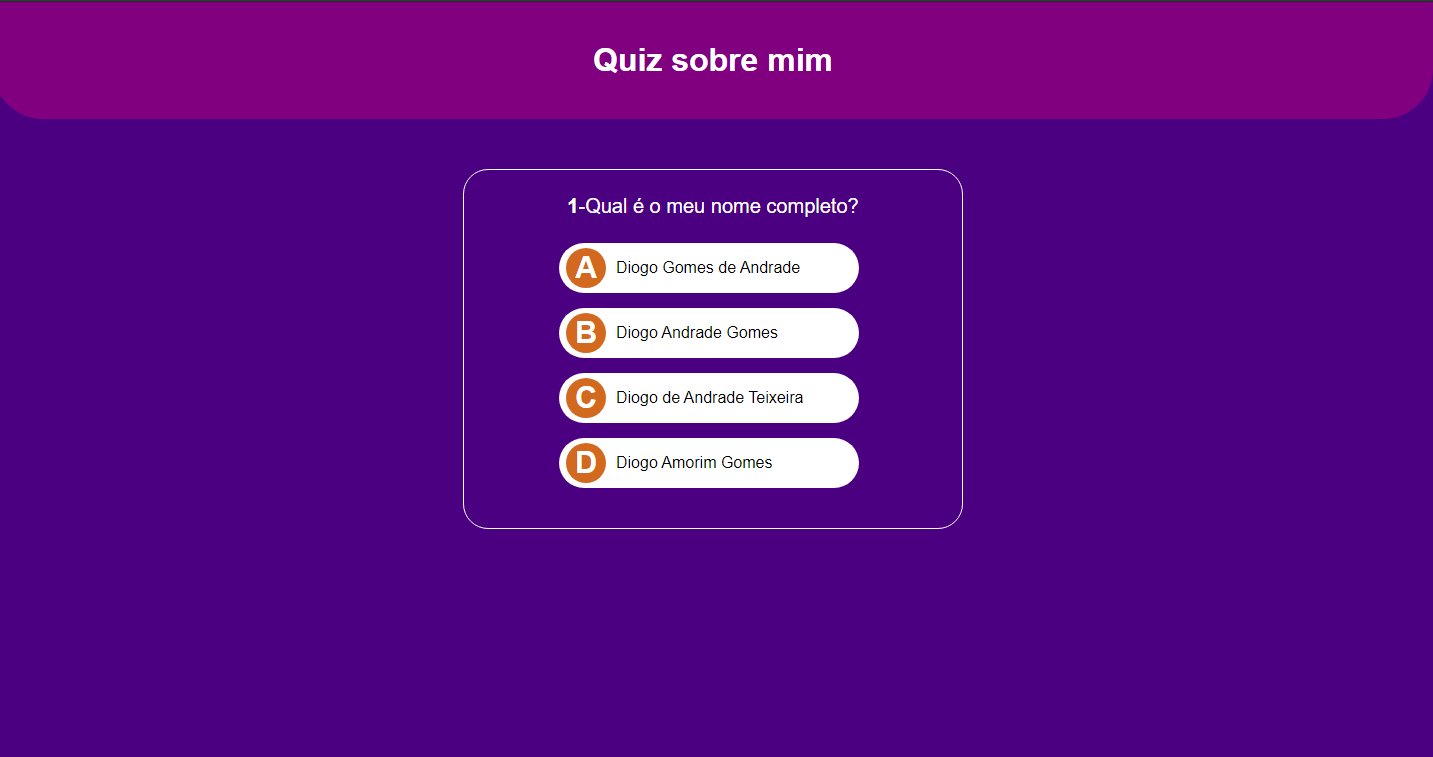 Quiz sobre mim
1-Qual é o meu nome completo?
A Diogo Gomes de Andrade
B Diogo Andrade Gomes
C Diogo de Andrade Teixeira
D Diogo Amorim Gomes